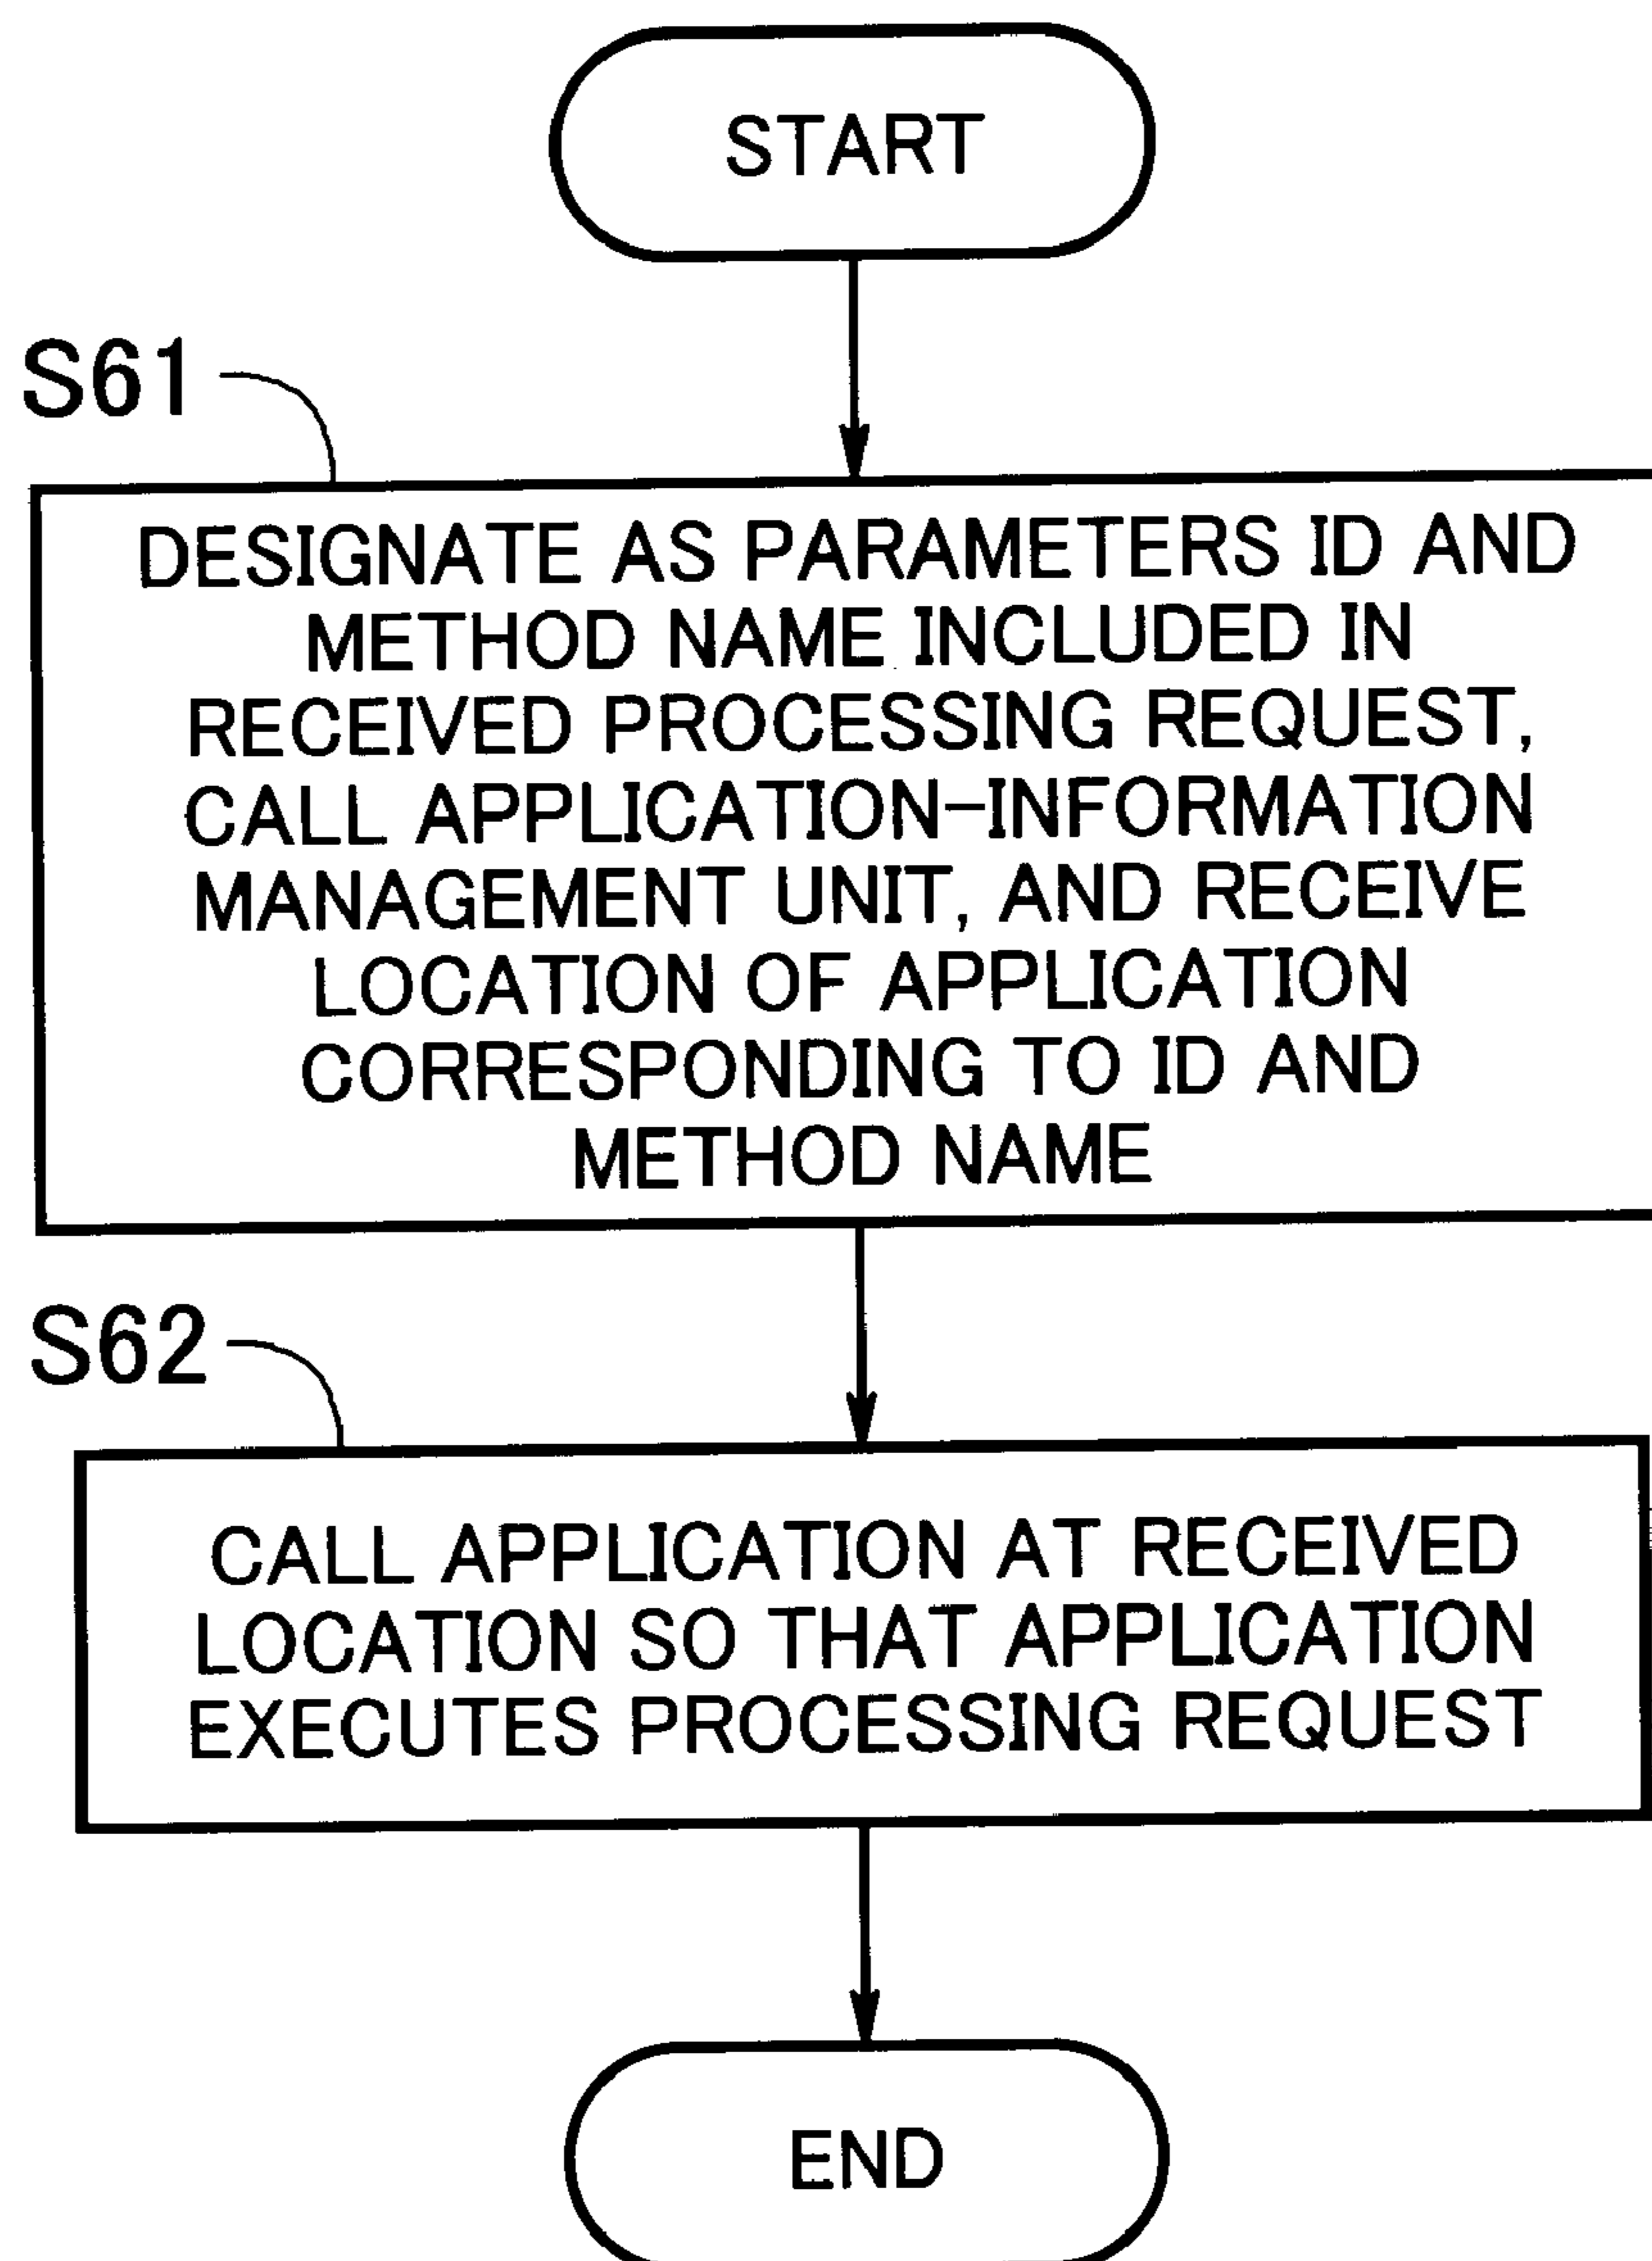 START
S61
DESIGNATE AS PARAMETERS ID AND
METHOD NAME INCLUDED IN
RECEIVED PROCESSING REQUEST,
CALL APPLICATION-INFORMATION
MANAGEMENT UNIT, AND RECEIVE
LOCATION OF APPLICATION
CORRESPONDING TO ID AND
METHOD NAME
S62
CALL APPLICATION AT RECEIVED
LOCATION SO THAT APPLICATION
EXECUTES PROCESSING REQUEST
END